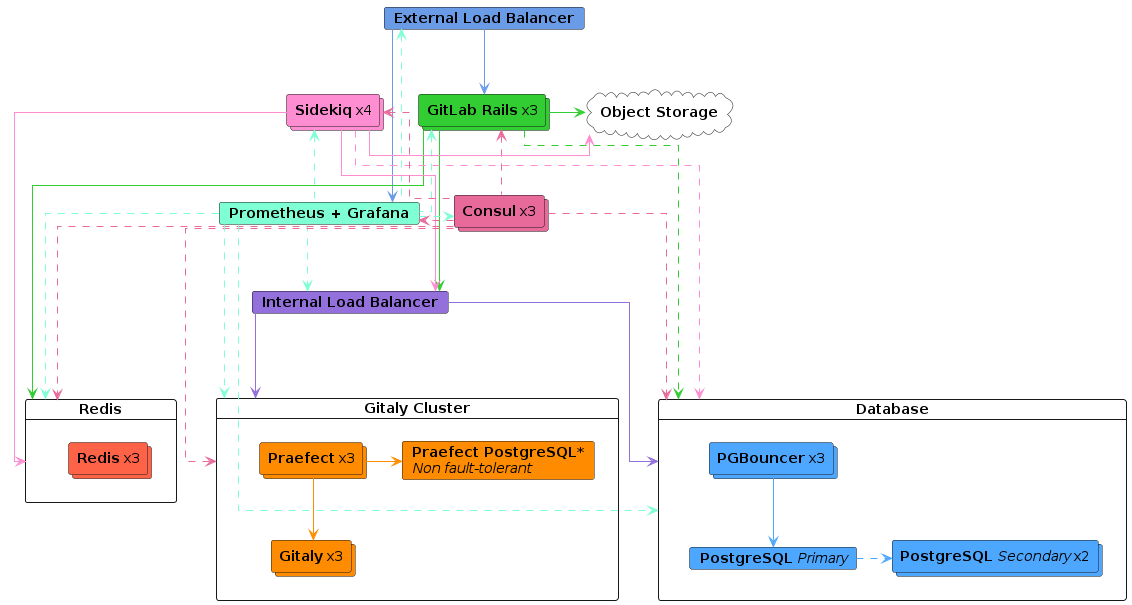 External Load Balancer
Sidekiq x4
GitLab Rails x3
Object Storage
Prometheus + Grafana
Consul x3
Internal Load Balancer
Redis
Gitaly Cluster
Database
Redis x3
Praefect x3
Praefect PostgreSQL*
Non fault-tolerant
PGBouncer x3
Gitaly x3
PostgreSQL Primary
PostgreSQL Secondary x2